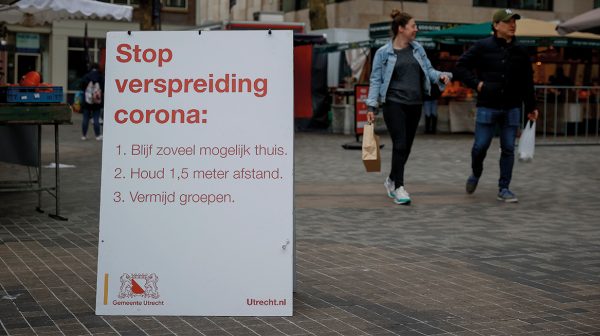 Stop
verspreiding
corona:
1. Blijf zoveel mogelijk thuis.
2. Houd 1,5 meter afstand.
3. Vermijd groepen.
Gemeente Utrecht
Utrecht.nl